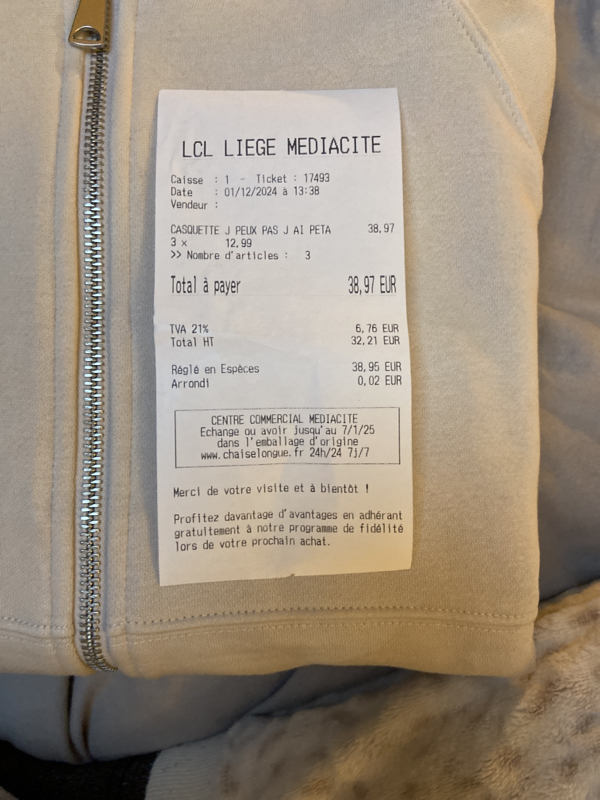 LCL LIEGE MEDIACITE
Caisse : 1 - Ticket : 17493
Date : 01/12/2024 à 13:38
Vendeur :
CASQUETTE J PEUX PAS J AI PETA 38,97
3 x 12,99
>> Nombre d'articles : 3
Total à payer 38,97 EUR
TVA 21% 6,76 EUR
Total HT 32,21 EUR
Réglé en Espèces 38,95 EUR
Arrondi 0,02 EUR
CENTRE COMMERCIAL MEDIACITE
Echange ou avoir jusqu'au 7/1/25
dans l'emballage d'origine
www.chaiselongue.fr 24h/24 7j/7
Merci de votre visite et à bientôt !
Profitez davantage d'avantages en adhérant
gratuitement à notre programme de fidélité
lors de votre prochain achat.